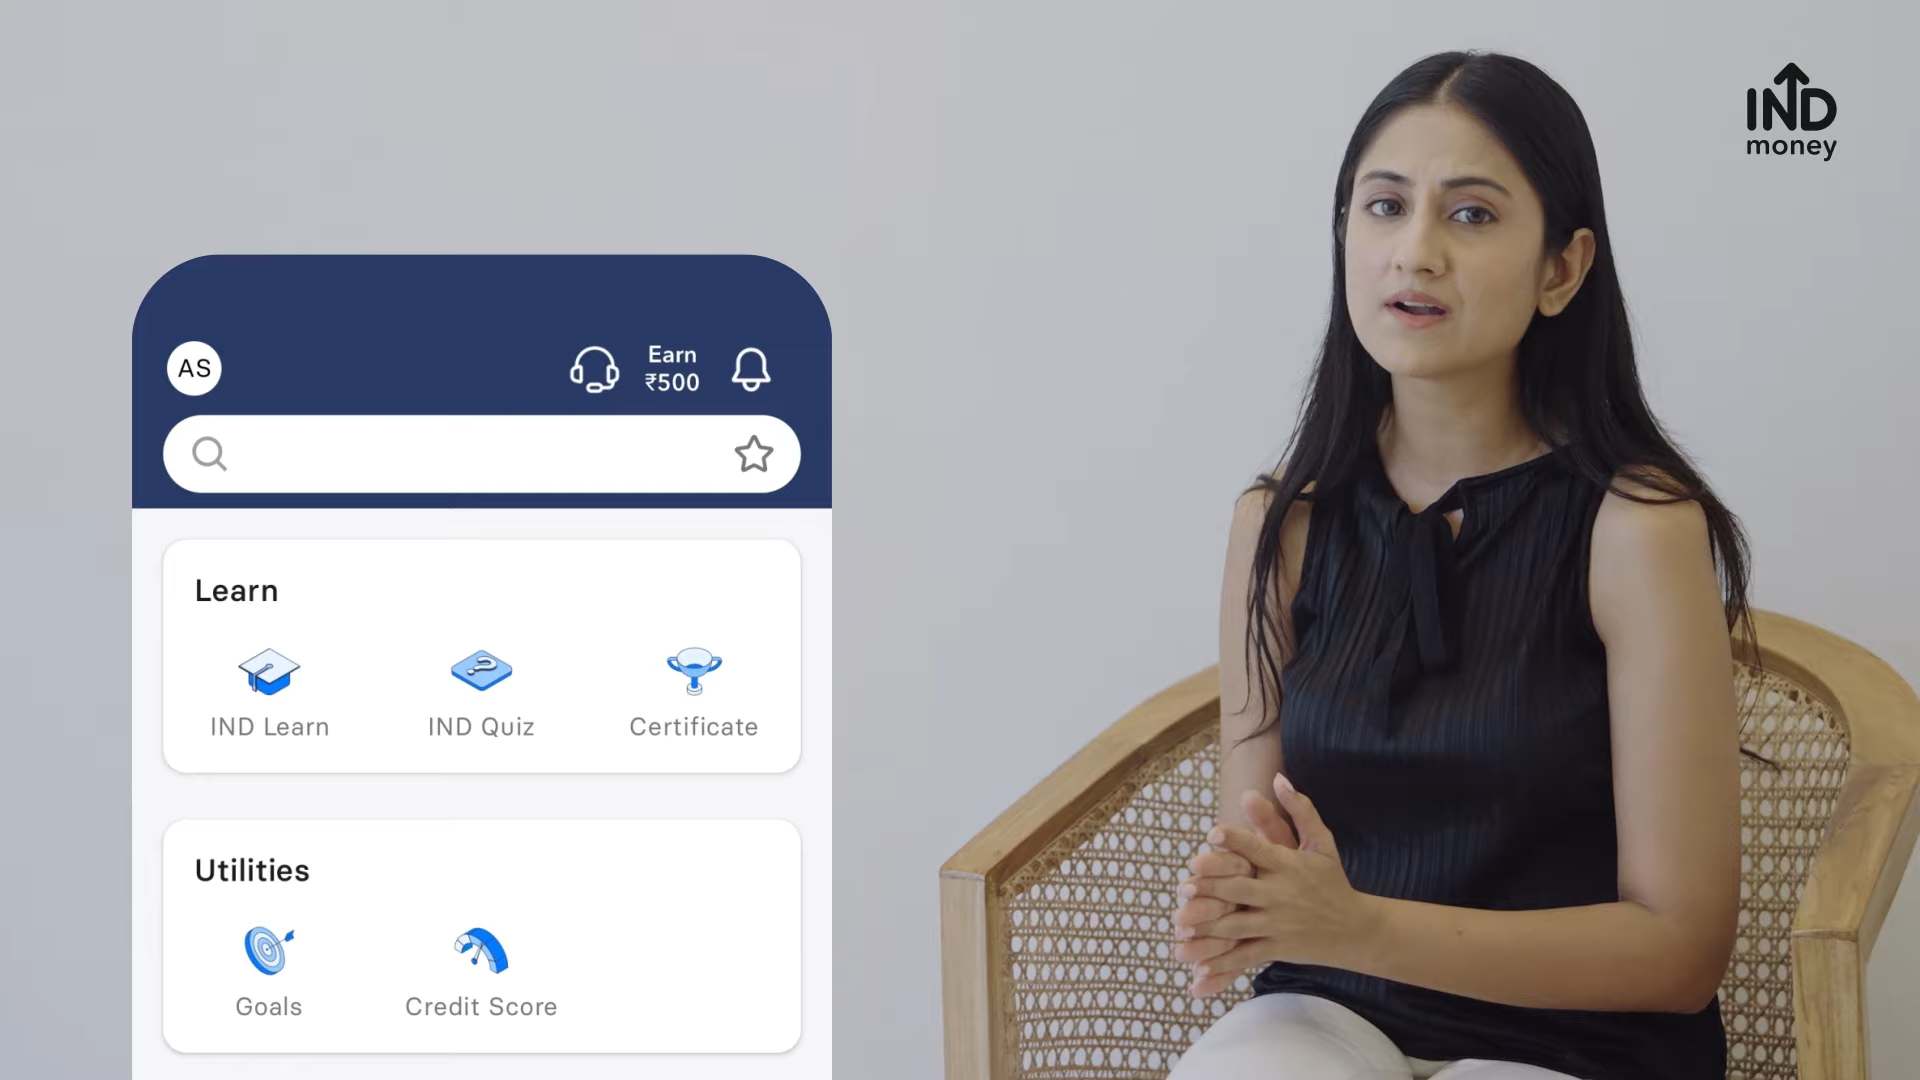 IND
money
AS
Earn
₹500
Learn
IND Learn
IND Quiz
Certificate
Utilities
Goals
Credit Score